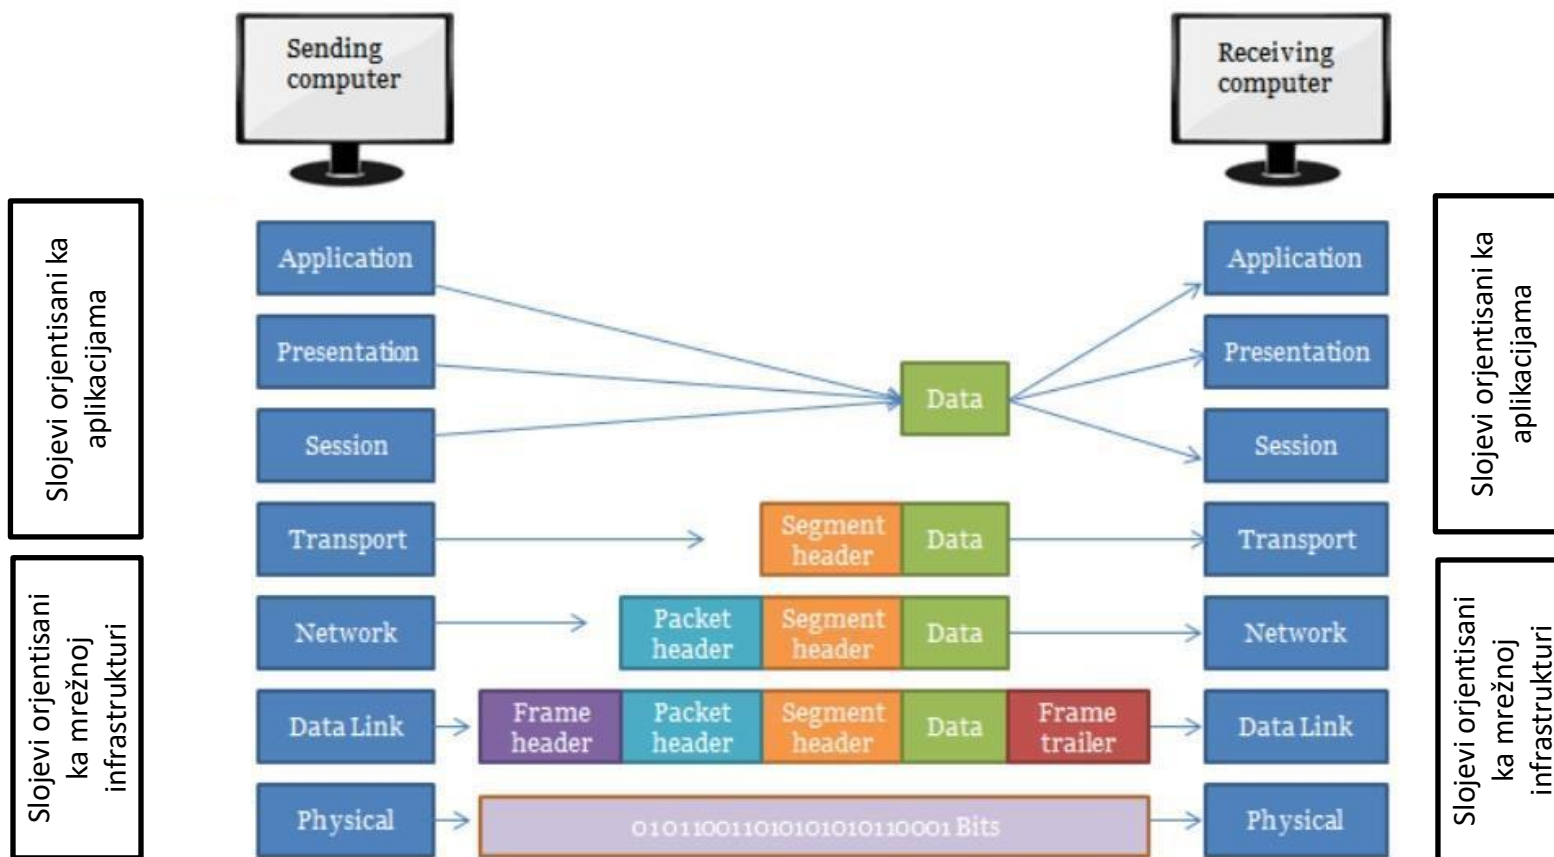 Sending
computer
Receiving
computer
Slojevi orjentisani ka
aplikacijama
Slojevi orjentisani
ka mrežnoj
infrastrukturi
Application
Presentation
Session
Transport
Network
Data Link
Physical
Data
Segment
header
Data
Packet
header
Segment
header
Data
Frame
header
Packet
header
Segment
header
Data
Frame
trailer
010110011010101010110001 Bits
Application
Presentation
Session
Transport
Network
Data Link
Physical
Slojevi orjentisani ka
aplikacijama
Slojevi orjentisani
ka mrežnoj
infrastrukturi